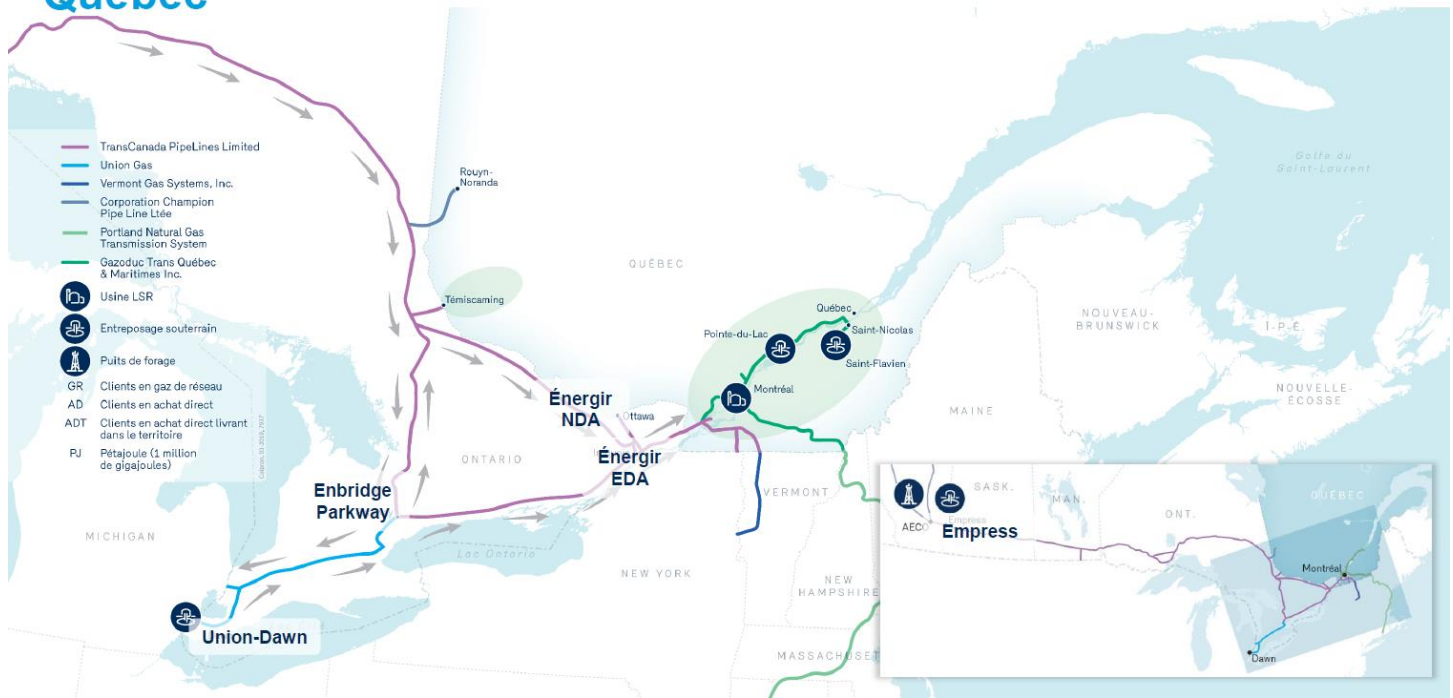 Québec
TransCanada PipeLines Limited
Union Gas
Vermont Gas Systems, Inc.
Corporation Champion
Pipe Line Ltée
Portland Natural Gas
Transmission System
Gazoduc Trans Québec
& Maritimes Inc.
Usine LSR
Entreposage souterrain
Puits de forage
GR Clients en gaz de réseau
AD Clients en achat direct
ADT Clients en achat direct livrant
dans le territoire
PJ Pétajoule (1 million
de gigajoules)
Rouyn-
Noranda
Témiscaming
QUÉBEC
Golfe du
Saint-Laurent
Québec
Saint-Nicolas
Pointe-du-Lac
Saint-Flavien
Montréal
NOUVEAU-
BRUNSWICK
Î.-P.-É.
NOUVELLE-
ÉCOSSE
MAINE
Énergir
NDA
Ottawa
Énergir
EDA
ONTARIO
Enbridge
Parkway
MICHIGAN
Lac Ontario
VERMONT
NEW YORK
NEW
HAMPSHIRE
MASSACHUSET
Union-Dawn
SASK.
MAN.
ONT.
QUÉBEC
AECO
Empress
Empress
Montréal
Dawn